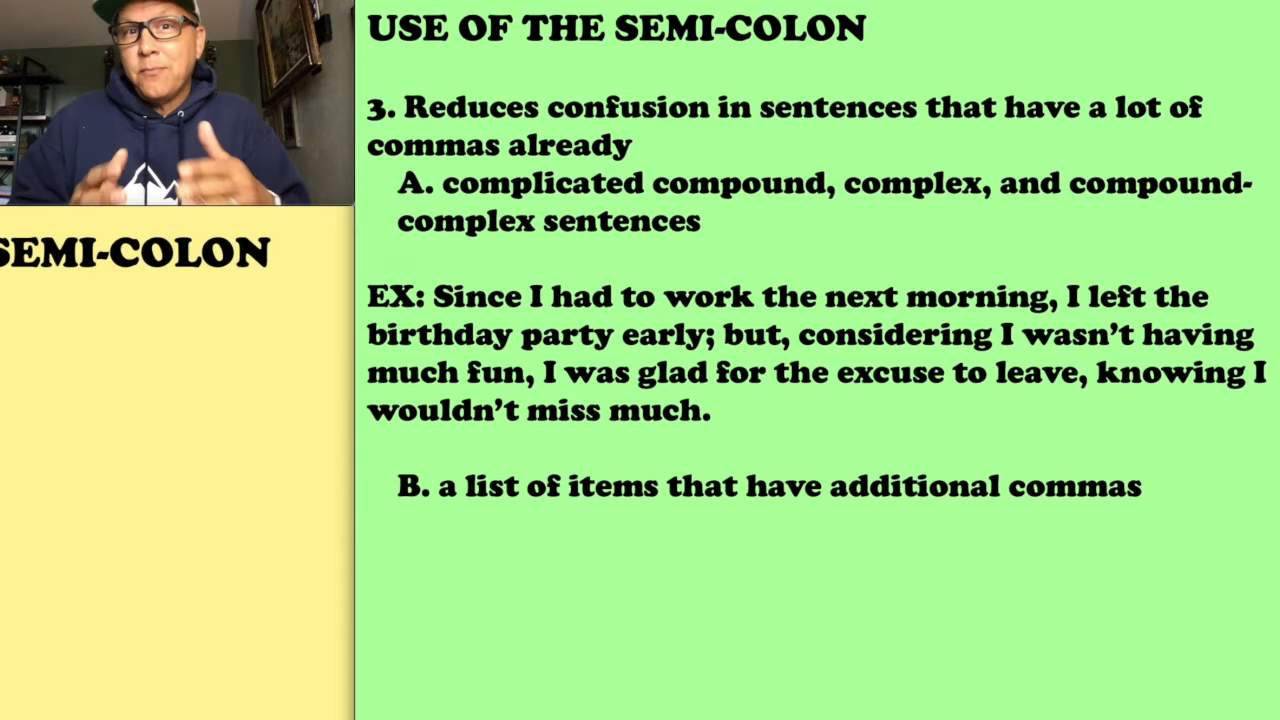 USE OF THE SEMI-COLON
3. Reduces confusion in sentences that have a lot of
commas already
A. complicated compound, complex, and compound-
complex sentences
EX: Since I had to work the next morning, I left the
birthday party early; but, considering I wasn't having
much fun, I was glad for the excuse to leave, knowing I
wouldn't miss much.
B. a list of items that have additional commas
SEMI-COLON